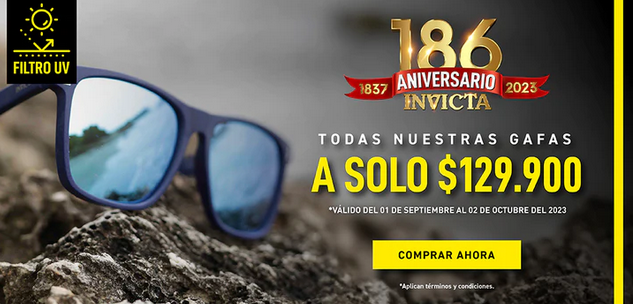 FILTRO UV
186
1837 ANIVERSARIO 2023
INVICTA
TODAS NUESTRAS GAFAS
A SOLO $129.900
*VÁLIDO DEL 01 DE SEPTIEMBRE AL 02 DE OCTUBRE DEL 2023
COMPRAR AHORA
*Aplican términos y condiciones.